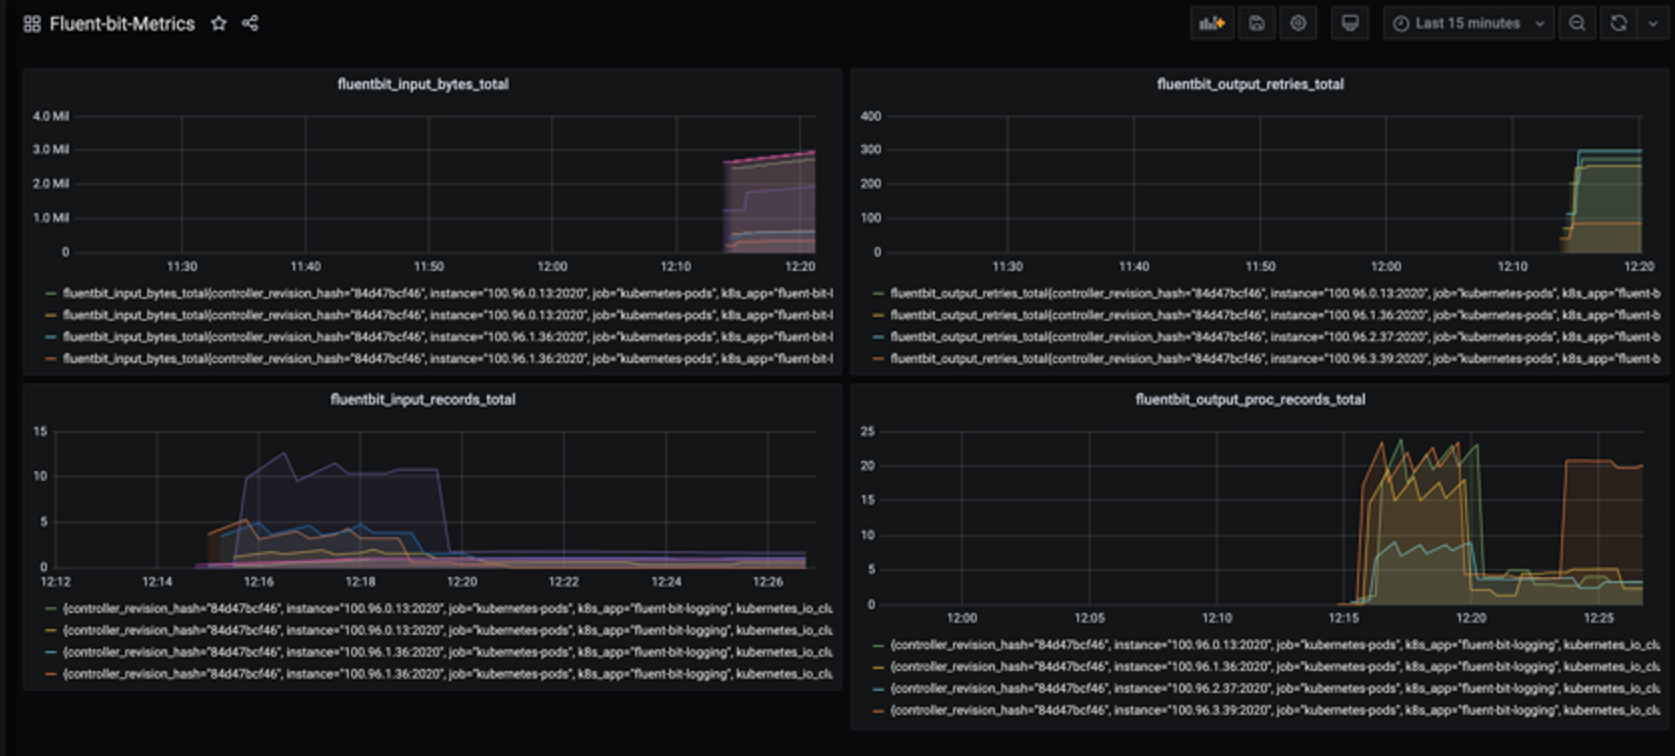 Fluent-bit-Metrics
Last 15 minutes
fluentbit_input_bytes_total
4.0 Mil
3.0 Mil
2.0 Mil
1.0 Mil
0
11:30 11:40 11:50 12:00 12:10 12:20
fluentbit_input_bytes_total{controller_revision_hash="84d47bcf46", instance="100.96.0.13:2020", job="kubernetes-pods", k8s_app="fluent-bit-l
fluentbit_input_bytes_total{controller_revision_hash="84d47bcf46", instance="100.96.0.13:2020", job="kubernetes-pods", k8s_app="fluent-bit-l
fluentbit_input_bytes_total{controller_revision_hash="84d47bcf46", instance="100.96.1.36:2020", job="kubernetes-pods", k8s_app="fluent-bit-l
fluentbit_input_bytes_total{controller_revision_hash="84d47bcf46", instance="100.96.1.36:2020", job="kubernetes-pods", k8s_app="fluent-bit-l
fluentbit_output_retries_total
400
300
200
100
0
11:30 11:40 11:50 12:00 12:10 12:20
fluentbit_output_retries_total{controller_revision_hash="84d47bcf46", instance="100.96.0.13:2020", job="kubernetes-pods", k8s_app="fluent-b
fluentbit_output_retries_total{controller_revision_hash="84d47bcf46", instance="100.96.1.36:2020", job="kubernetes-pods", k8s_app="fluent-b
fluentbit_output_retries_total{controller_revision_hash="84d47bcf46", instance="100.96.2.37:2020", job="kubernetes-pods", k8s_app="fluent-b
fluentbit_output_retries_total{controller_revision_hash="84d47bcf46", instance="100.96.3.39:2020", job="kubernetes-pods", k8s_app="fluent-b
fluentbit_input_records_total
15
10
5
0
12:12 12:14 12:16 12:18 12:20 12:22 12:24 12:26
{controller_revision_hash="84d47bcf46", instance="100.96.0.13:2020", job="kubernetes-pods", k8s_app="fluent-bit-logging", kubernetes_io_clu
{controller_revision_hash="84d47bcf46", instance="100.96.0.13:2020", job="kubernetes-pods", k8s_app="fluent-bit-logging", kubernetes_io_clu
{controller_revision_hash="84d47bcf46", instance="100.96.1.36:2020", job="kubernetes-pods", k8s_app="fluent-bit-logging", kubernetes_io_clu
{controller_revision_hash="84d47bcf46", instance="100.96.1.36:2020", job="kubernetes-pods", k8s_app="fluent-bit-logging", kubernetes_io_clu
fluentbit_output_proc_records_total
25
20
15
10
5
0
12:00 12:05 12:10 12:15 12:20 12:25
{controller_revision_hash="84d47bcf46", instance="100.96.0.13:2020", job="kubernetes-pods", k8s_app="fluent-bit-logging", kubernetes_io_clu
{controller_revision_hash="84d47bcf46", instance="100.96.1.36:2020", job="kubernetes-pods", k8s_app="fluent-bit-logging", kubernetes_io_clu
{controller_revision_hash="84d47bcf46", instance="100.96.2.37:2020", job="kubernetes-pods", k8s_app="fluent-bit-logging", kubernetes_io_clu
{controller_revision_hash="84d47bcf46", instance="100.96.3.39:2020", job="kubernetes-pods", k8s_app="fluent-bit-logging", kubernetes_io_clu